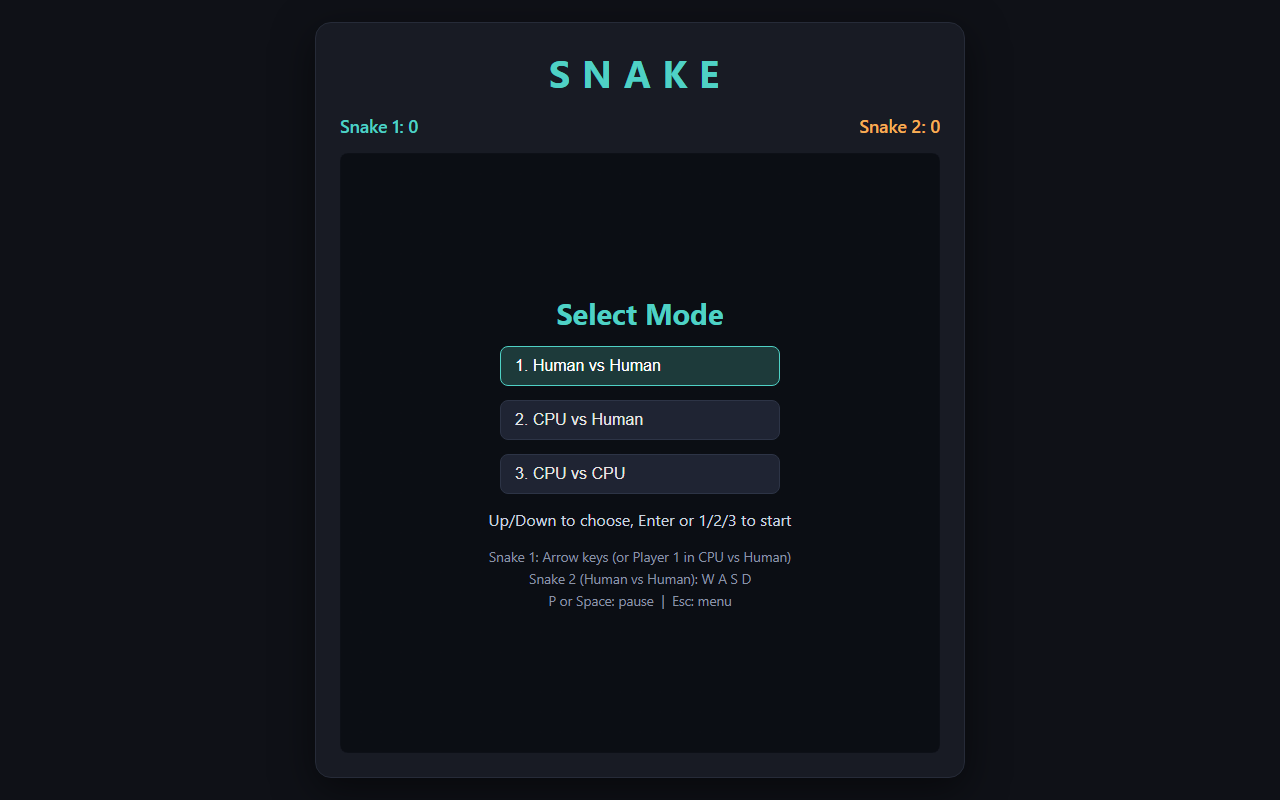 SNAKE
Snake 1: 0
Snake 2: 0
Select Mode
1. Human vs Human
2. CPU vs Human
3. CPU vs CPU
Up/Down to choose, Enter or 1/2/3 to start
Snake 1: Arrow keys (or Player 1 in CPU vs Human)
Snake 2 (Human vs Human): W A S D
P or Space: pause | Esc: menu